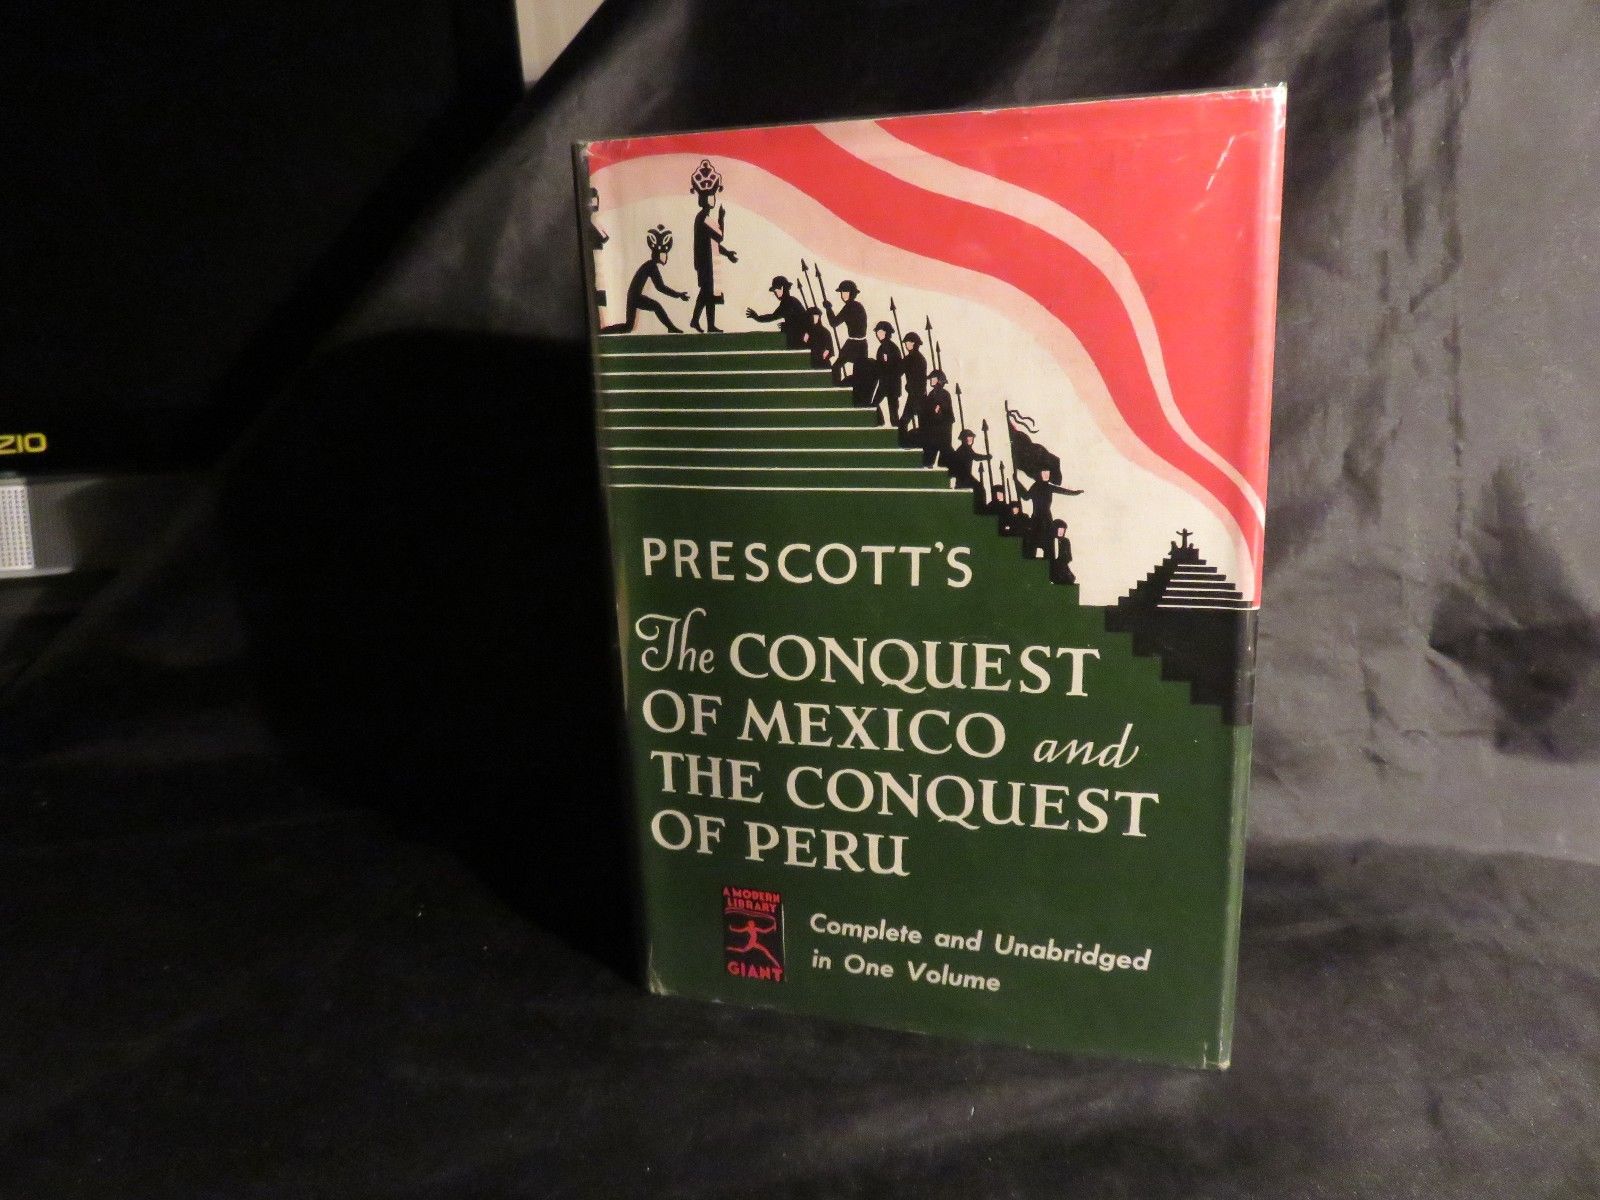 ZIO
PRESCOTT'S
The CONQUEST
OF MEXICO and
THE CONQUEST
OF PERU
A MODERN
LIBRARY
GIANT
Complete and Unabridged
in One Volume